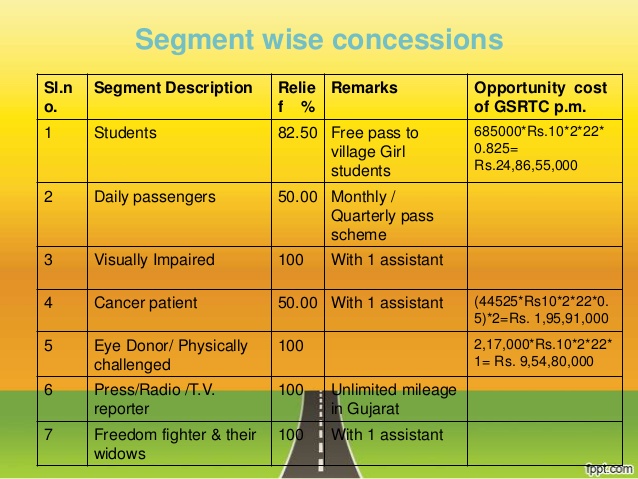 Segment wise concessions
Sl.n
o.
Segment Description
Relie
f %
Remarks
Opportunity cost
of GSRTC p.m.
1
Students
82.50
Free pass to
village Girl
students
685000*Rs.10*2*22*
0.825=
Rs.24,86,55,000
2
Daily passengers
50.00
Monthly /
Quarterly pass
scheme
3
Visually Impaired
100
With 1 assistant
4
Cancer patient
50.00
With 1 assistant
(44525*Rs10*2*22*0.
5)*2=Rs. 1,95,91,000
5
Eye Donor/ Physically
challenged
100
2,17,000*Rs.10*2*22*
1= Rs. 9,54,80,000
6
Press/Radio /T.V.
reporter
100
Unlimited mileage
in Gujarat
7
Freedom fighter & their
widows
100
With 1 assistant
fppt.com